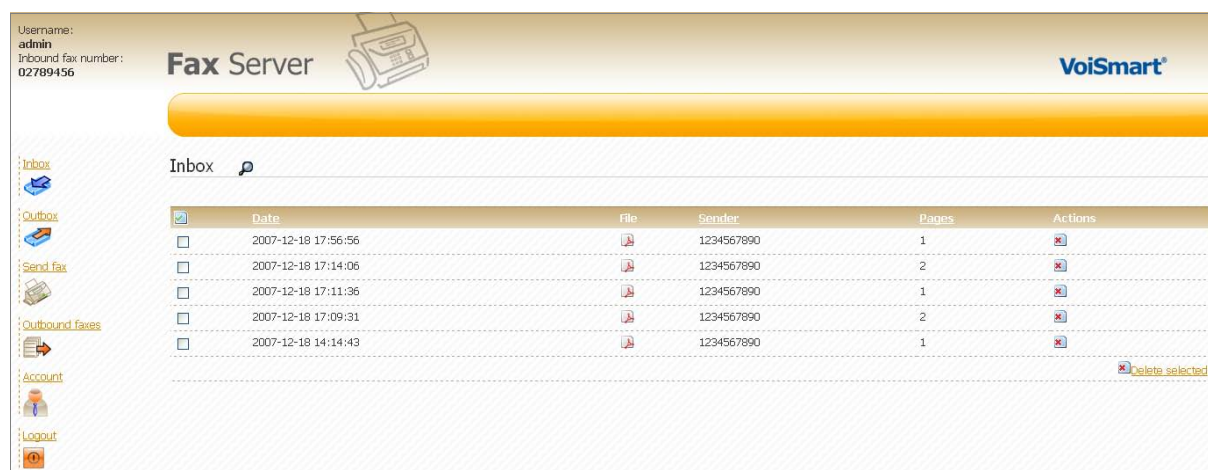 Username:
admin
Inbound fax number:
02789456
Fax Server
VoiSmart®
Inbox
Outbox
Send fax
Outbound faxes
Account
Logout
Inbox
Date File Sender Pages Actions
2007-12-18 17:56:56 1234567890 1
2007-12-18 17:14:06 1234567890 2
2007-12-18 17:11:36 1234567890 1
2007-12-18 17:09:31 1234567890 2
2007-12-18 14:14:43 1234567890 1
Delete selected